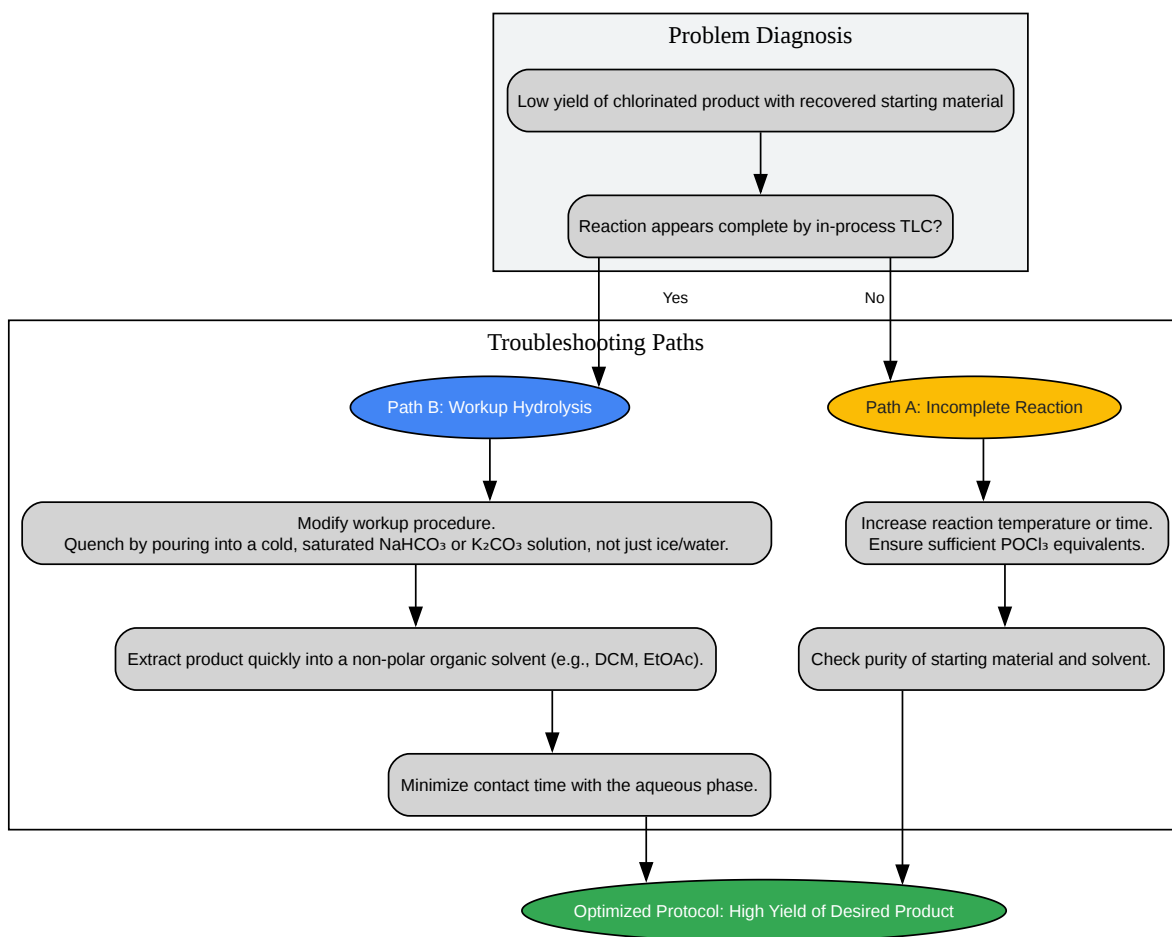 Problem Diagnosis
Low yield of chlorinated product with recovered starting material
Reaction appears complete by in-process TLC?
Yes
No
Troubleshooting Paths
Path B: Workup Hydrolysis
Path A: Incomplete Reaction
Modify workup procedure.
Quench by pouring into a cold, saturated NaHCO₃ or K₂CO₃ solution, not just ice/water.
Increase reaction temperature or time.
Ensure sufficient POCl₃ equivalents.
Extract product quickly into a non-polar organic solvent (e.g., DCM, EtOAc).
Check purity of starting material and solvent.
Minimize contact time with the aqueous phase.
Optimized Protocol: High Yield of Desired Product